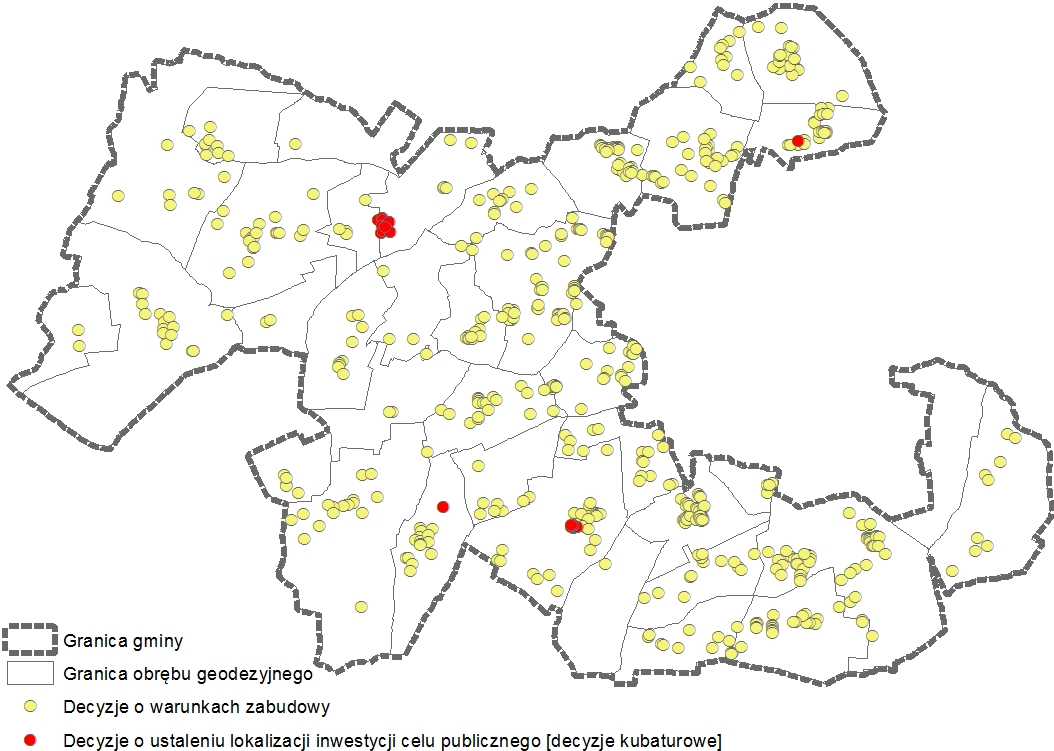 Granica gminy
Granica obrębu geodezyjnego
Decyzje o warunkach zabudowy
Decyzje o ustaleniu lokalizacji inwestycji celu publicznego [decyzje kubaturowe]